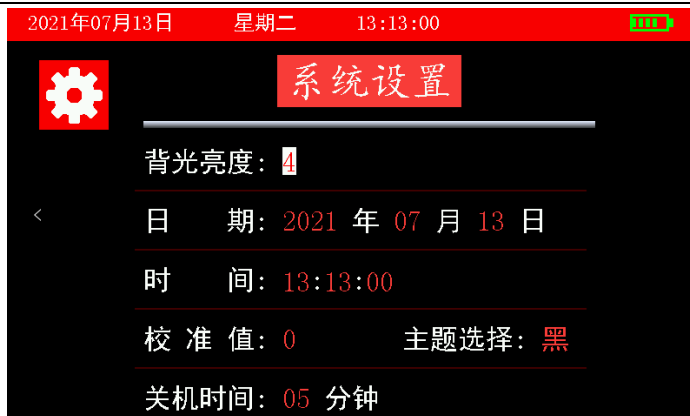 2021年07月13日 星期二 13:13:00
系统设置
背光亮度: 4
<
日 期: 2021 年 07 月 13 日
时 间: 13:13:00
校 准 值: 0 主题选择: 黑
关机时间: 05 分钟